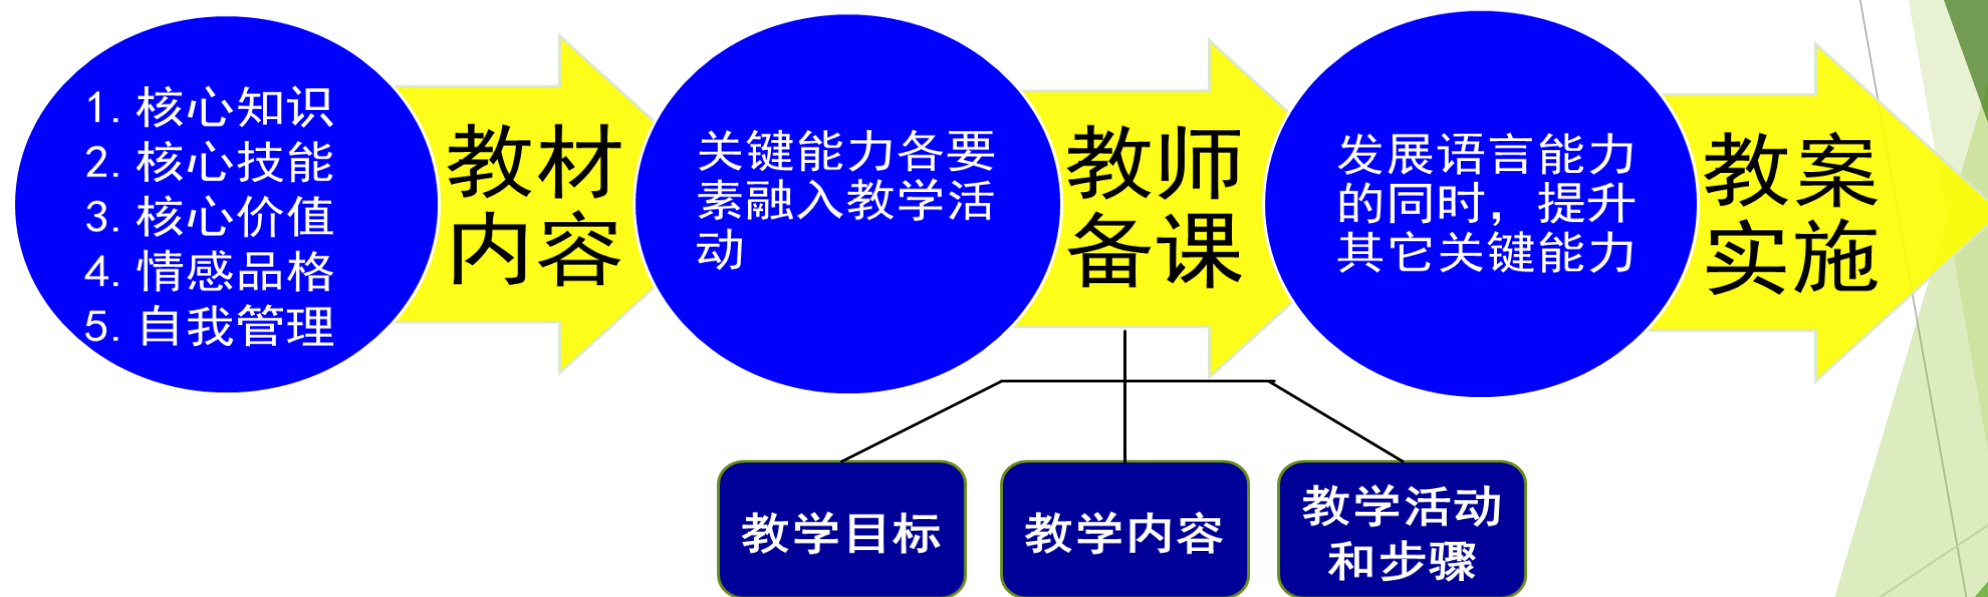 1. 核心知识
2. 核心技能
3. 核心价值
4. 情感品格
5. 自我管理
教材
内容
关键能力各要
素融入教学活
动
教师
备课
发展语言能力
的同时，提升
其它关键能力
教案
实施
教学目标
教学内容
教学活动
和步骤